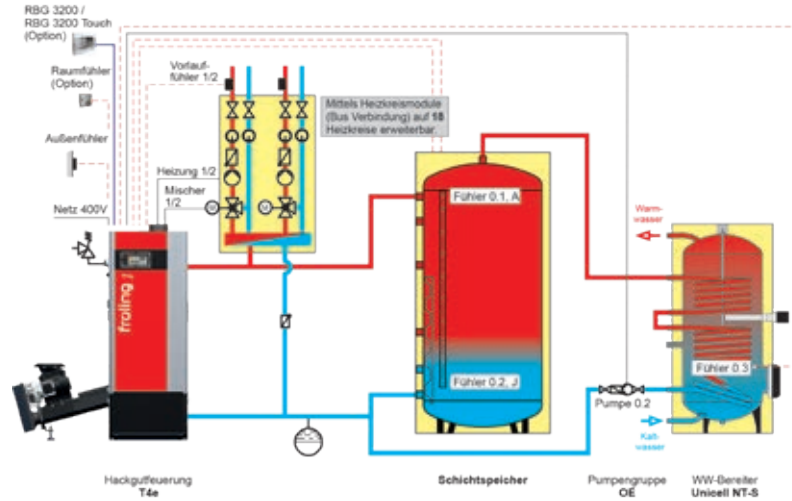 RBG 3200 /
RBG 3200 Touch
(Option)
Raumfühler
(Option)
Außenfühler
Netz 400V
Vorlauf-
fühler 1/2
Heizung 1/2
Mischer
1/2
M
M
Mittels Heizkreismodule
(Bus Verbindung) auf 18
Heizkreise erweiterbar.
froling
Fühler 0.1, A
Fühler 0.2, J
Warm-
wasser
Fühler 0.3
Pumpe 0.2
Kalt-
wasser
Hackgutfeuerung
T4e
Schichtspeicher
Pumpengruppe
OE
WW-Bereiter
Unicell NT-S